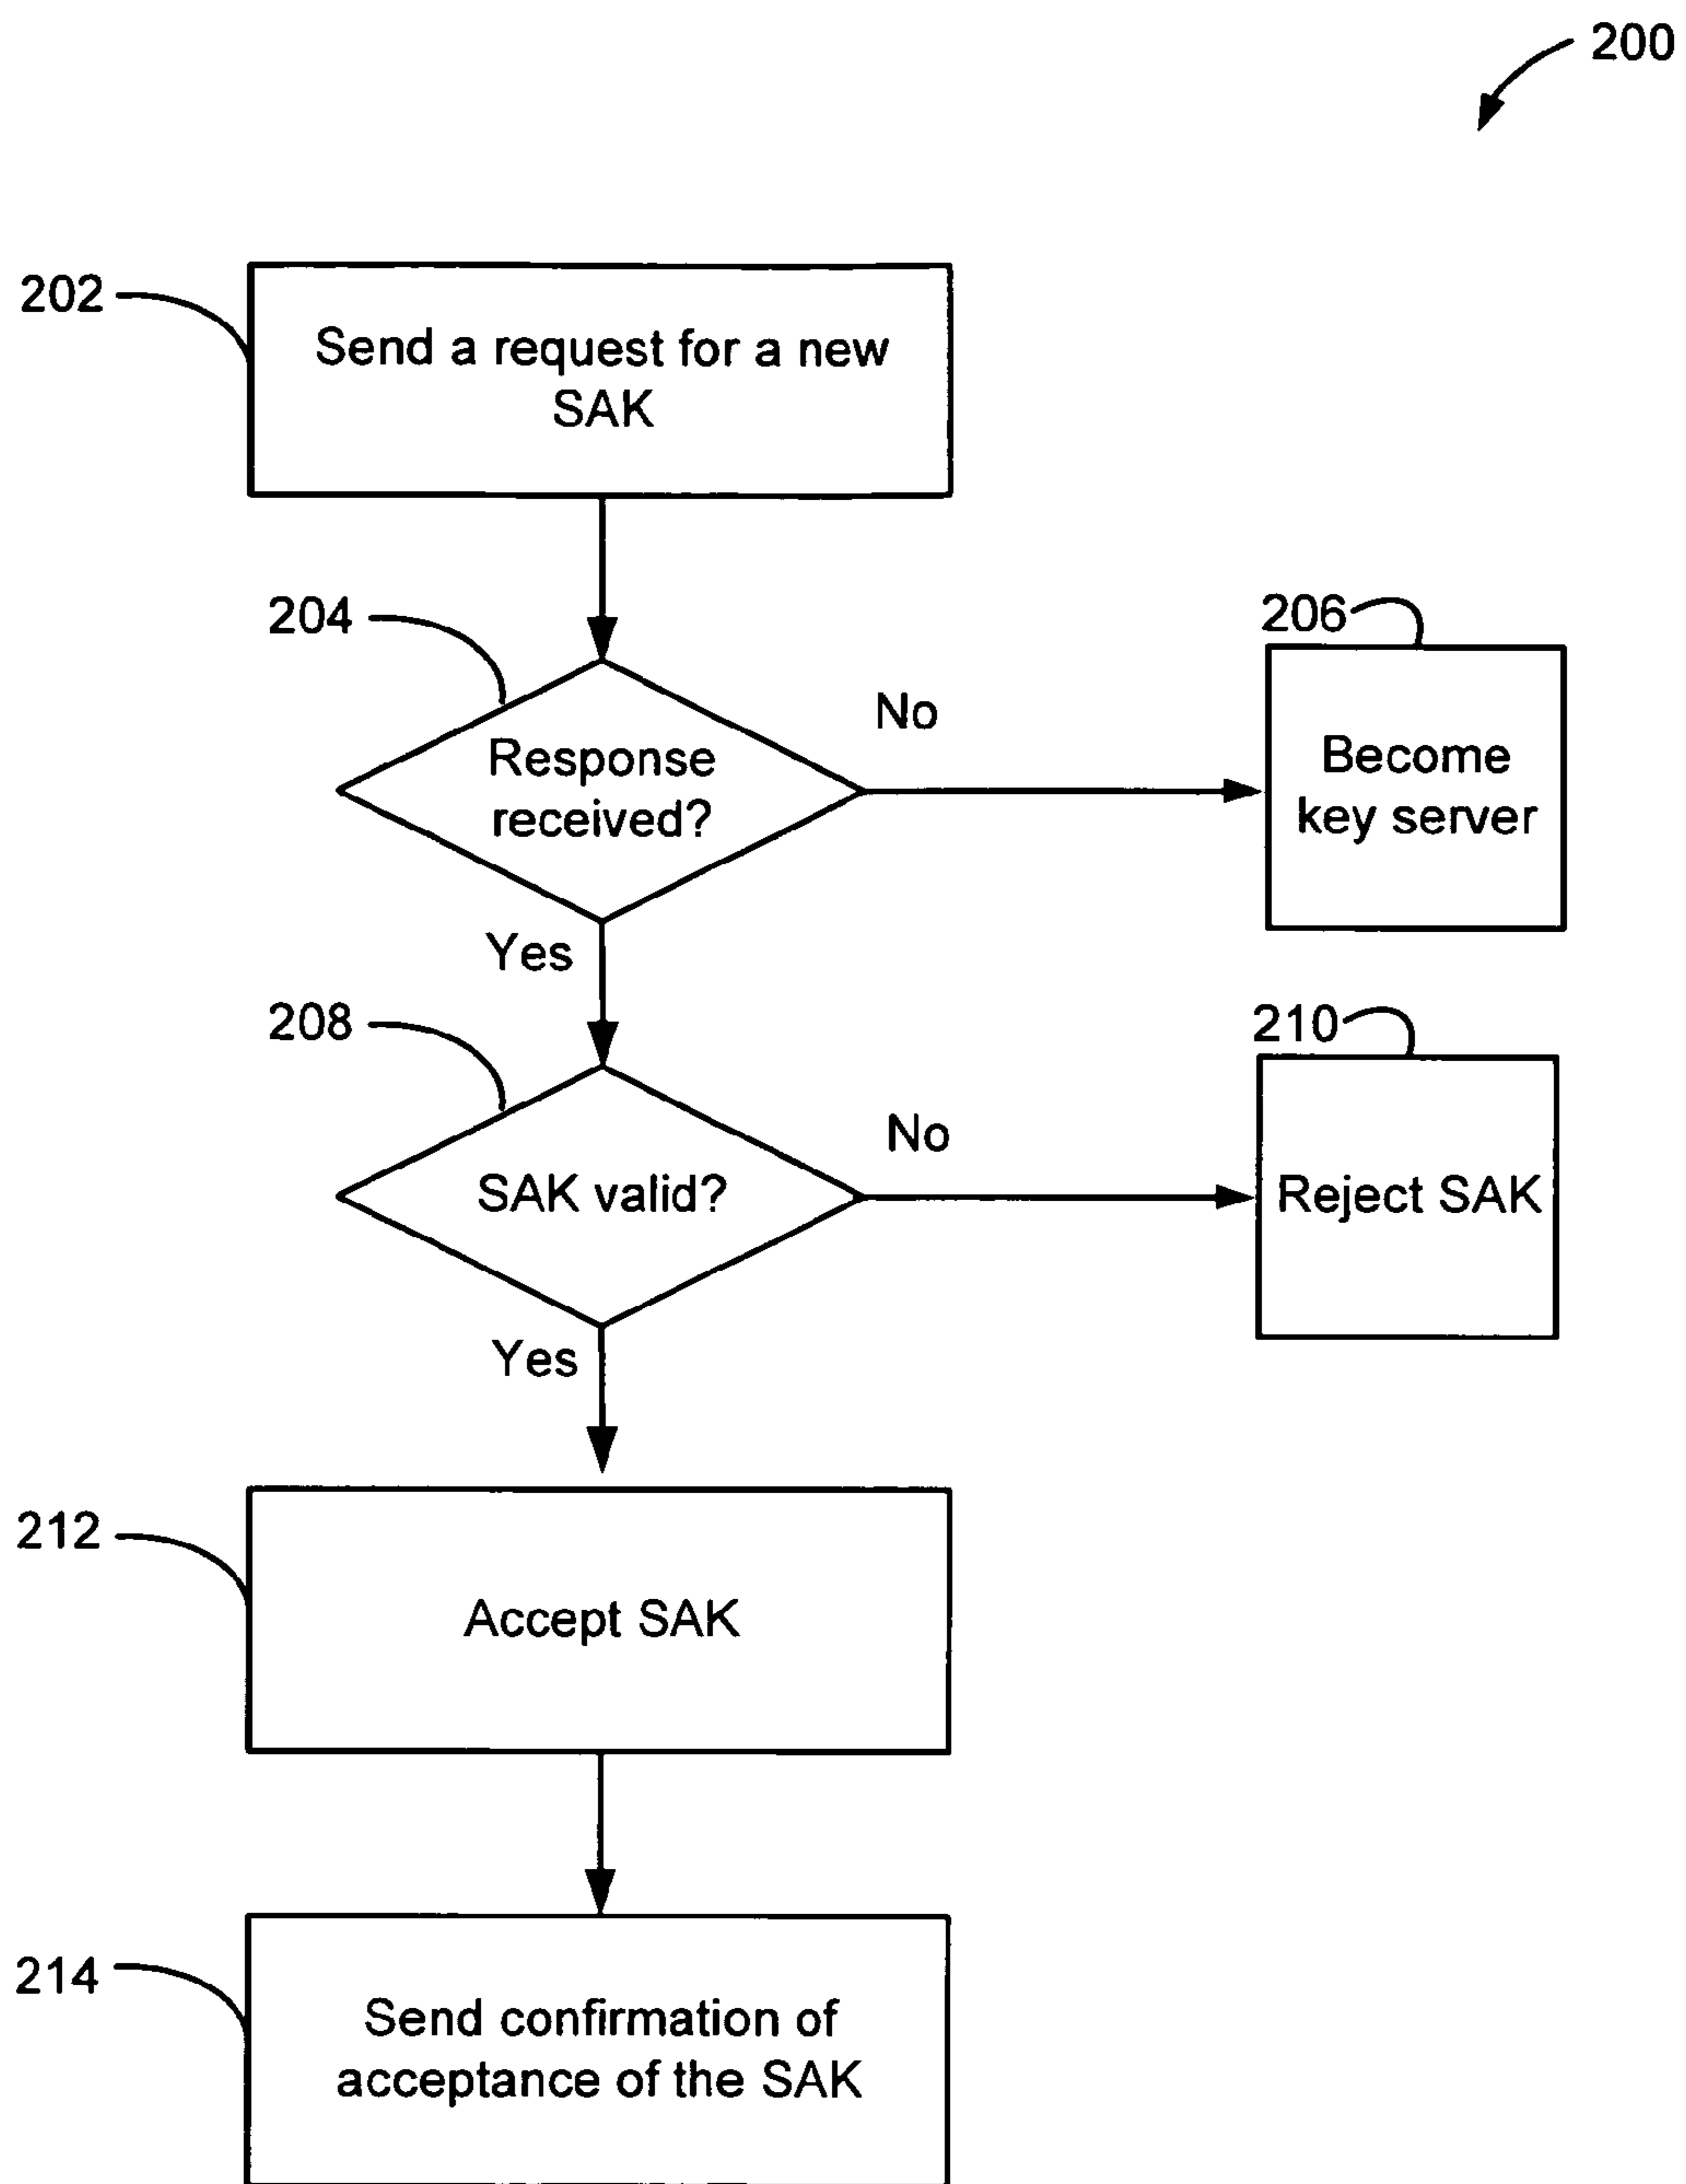 200
202
Send a request for a new
SAK
204
206
No
Response
received?
Become
key server
Yes
208
210
No
SAK valid?
Reject SAK
Yes
212
Accept SAK
214
Send confirmation of
acceptance of the SAK